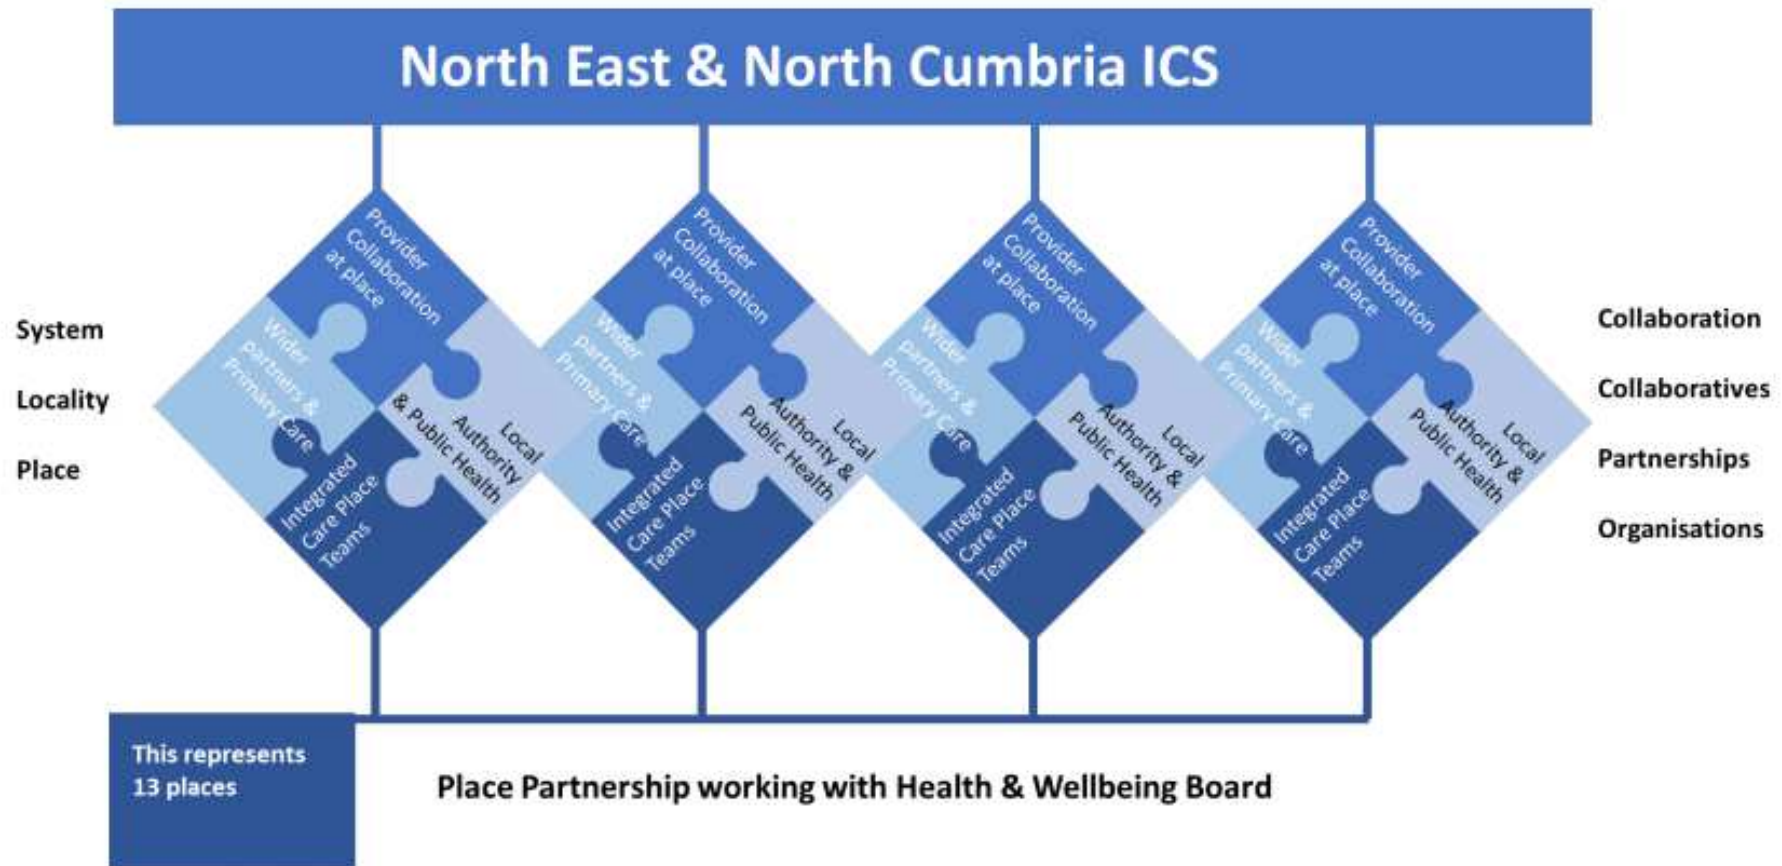 North East & North Cumbria ICS
System
Locality
Place
Provider
Collaboration
at place
Wider
partners &
Primary Care
Local
Authority
& Public Health
Integrated
Care Place
Teams
Provider
Collaboration
at place
Wider
partners &
Primary Care
Local
Authority &
Public Health
Integrated
Care Place
Teams
Provider
Collaboration
at place
Wider
partners &
Primary Care
Local
Authority &
Public Health
Integrated
Care Place
Teams
Provider
Collaboration
at place
Wider
partners &
Primary Care
Local
Authority &
Public Health
Integrated
Care Place
Teams
Collaboration
Collaboratives
Partnerships
Organisations
This represents
13 places
Place Partnership working with Health & Wellbeing Board